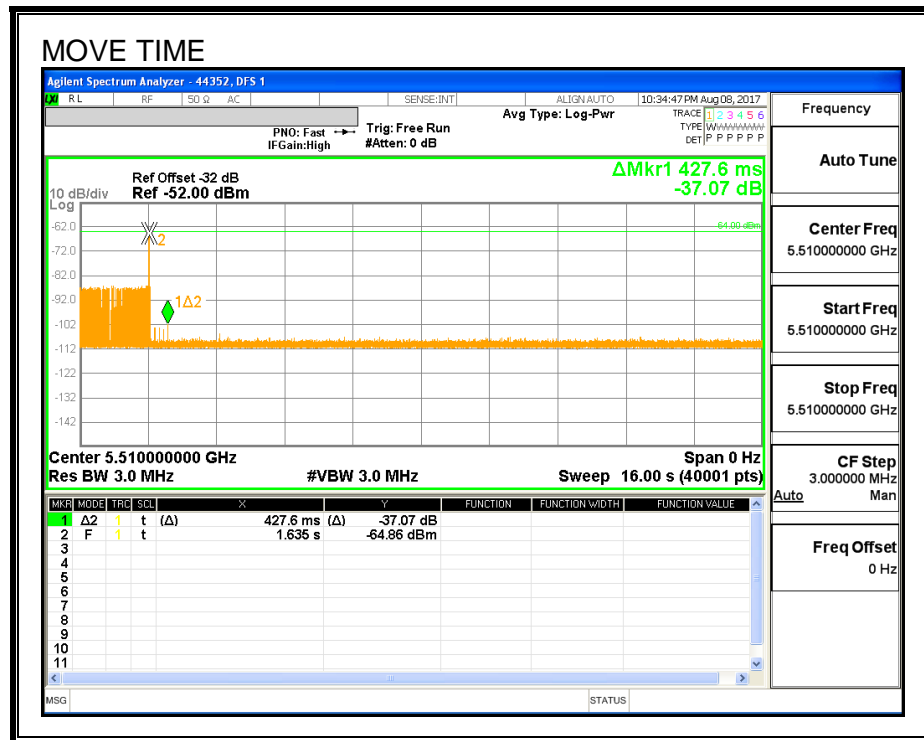 MOVE TIME
Agilent Spectrum Analyzer - 44352, DFS 1
LXI RL RF 50 Ω AC SENSE:INT ALIGN AUTO 10:34:47 PM Aug 08, 2017
Avg Type: Log-Pwr TRACE 1 2 3 4 5 6
PNO: Fast Trig: Free Run TYPE WWWWWW
IFGain:High #Atten: 0 dB DET P P P P P P
Frequency
Auto Tune
Center Freq
5.510000000 GHz
Start Freq
5.510000000 GHz
Stop Freq
5.510000000 GHz
CF Step
3.000000 MHz
Auto Man
Freq Offset
0 Hz
ΔMkr1 427.6 ms
-37.07 dB
Ref Offset -32 dB
10 dB/div Ref -52.00 dBm
Log
-62.0
-72.0
-82.0
-92.0
-102
-112
-122
-132
-142
2
1Δ2
Center 5.510000000 GHz Span 0 Hz
Res BW 3.0 MHz #VBW 3.0 MHz Sweep 16.00 s (40001 pts)
MKR MODE TRC SCL X Y FUNCTION FUNCTION WIDTH FUNCTION VALUE
1 Δ2 1 t (Δ) 427.6 ms (Δ) -37.07 dB
2 F 1 t 1.635 s -64.86 dBm
3
4
5
6
7
8
9
10
11
MSG STATUS